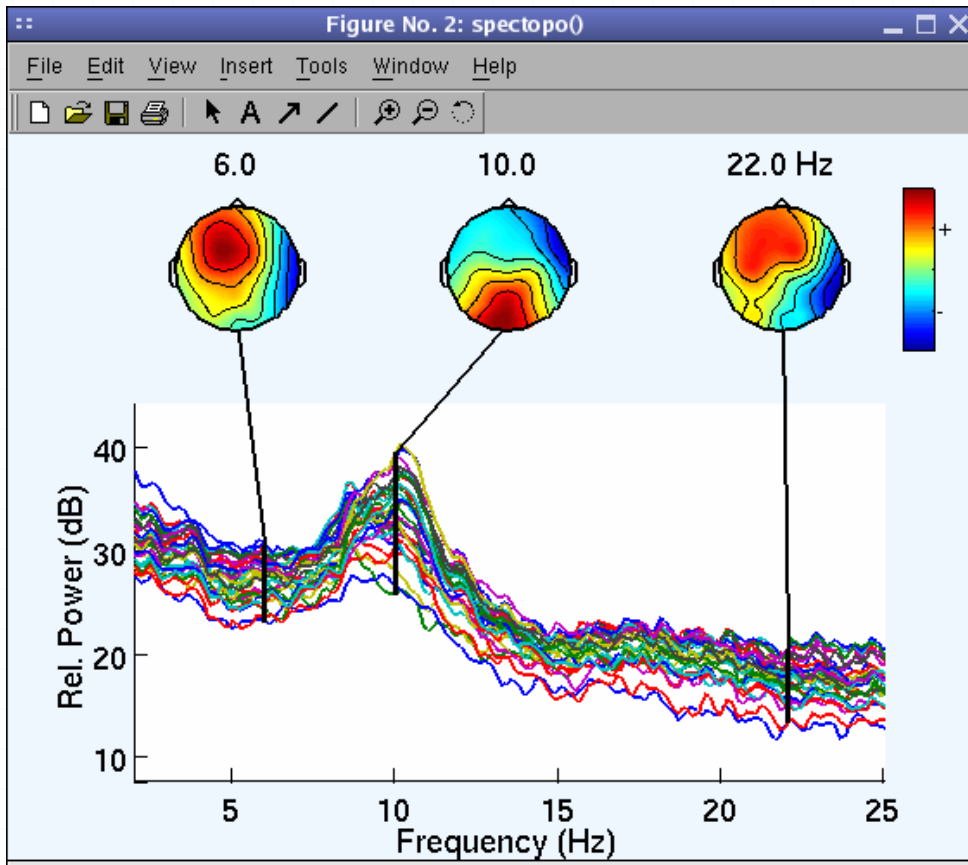 Figure No. 2: spectopo()
File Edit View Insert Tools Window Help
A
6.0 10.0 22.0 Hz
+
-
Rel. Power (dB)
40
30
20
10
5 10 15 20 25
Frequency (Hz)